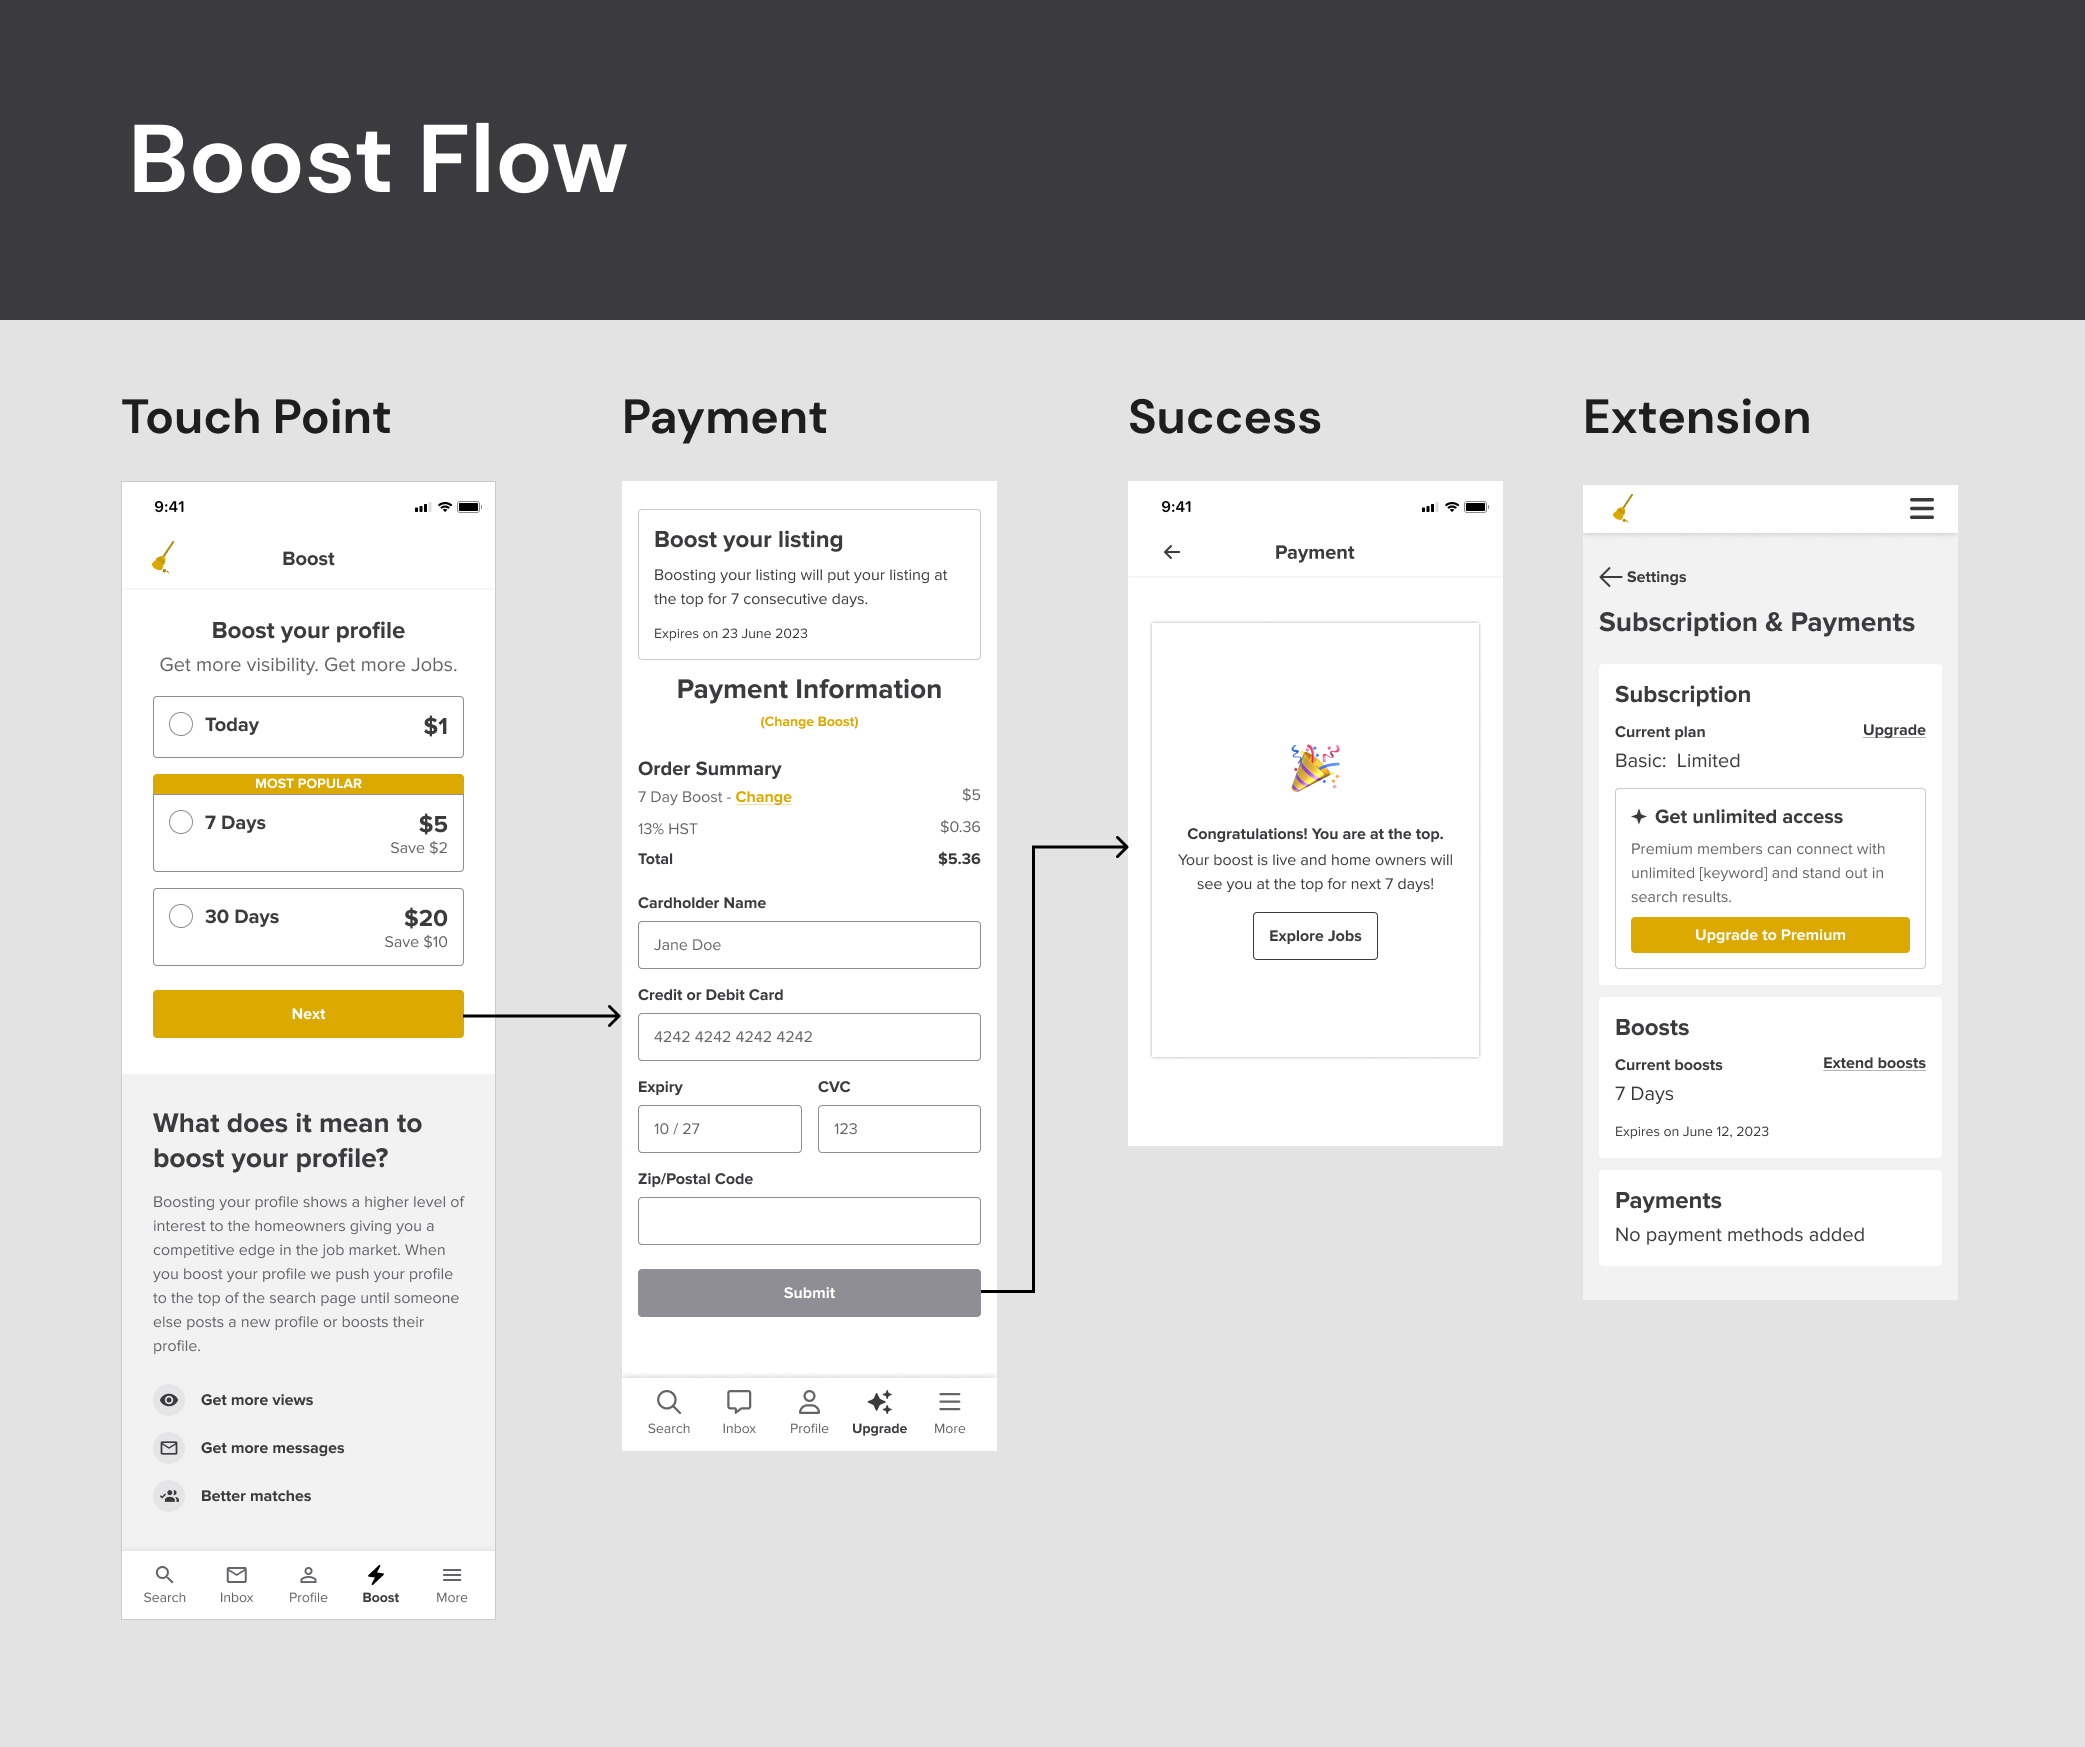 Boost Flow
Touch Point
9:41
Boost
Boost your profile
Get more visibility. Get more Jobs.
Today $1
MOST POPULAR
7 Days $5
Save $2
30 Days $20
Save $10
Next
What does it mean to
boost your profile?
Boosting your profile shows a higher level of
interest to the homeowners giving you a
competitive edge in the job market. When
you boost your profile we push your profile
to the top of the search page until someone
else posts a new profile or boosts their
profile.
Get more views
Get more messages
Better matches
Search Inbox Profile Boost More
Payment
Boost your listing
Boosting your listing will put your listing at
the top for 7 consecutive days.
Expires on 23 June 2023
Payment Information
(Change Boost)
Order Summary
7 Day Boost - Change $5
13% HST $0.36
Total $5.36
Cardholder Name
Jane Doe
Credit or Debit Card
4242 4242 4242 4242
Expiry CVC
10 / 27 123
Zip/Postal Code
Submit
Search Inbox Profile Upgrade More
Success
9:41
Payment
Congratulations! You are at the top.
Your boost is live and home owners will
see you at the top for next 7 days!
Explore Jobs
Extension
Settings
Subscription & Payments
Subscription
Current plan Upgrade
Basic: Limited
Get unlimited access
Premium members can connect with
unlimited [keyword] and stand out in
search results.
Upgrade to Premium
Boosts
Current boosts Extend boosts
7 Days
Expires on June 12, 2023
Payments
No payment methods added